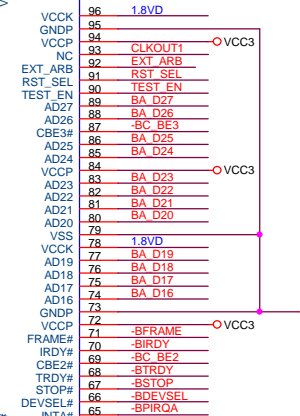 VCCK 96 1.8VD
GNDP 95
VCCP 94 VCC3
NC 93 CLKOUT1
EXT_ARB 92 EXT_ARB
RST_SEL 91 RST_SEL
TEST_EN 90 TEST_EN
AD27 89 BA_D27
AD26 88 BA_D26
CBE3# 87 -BC_BE3
AD25 86 BA_D25
AD24 85 BA_D24
VCCP 84 VCC3
AD23 83 BA_D23
AD22 82 BA_D22
AD21 81 BA_D21
AD20 80 BA_D20
VSS 79
VCCK 78 1.8VD
AD19 77 BA_D19
AD18 76 BA_D18
AD17 75 BA_D17
AD16 74 BA_D16
GNDP 73
VCCP 72 VCC3
FRAME# 71 -BFRAME
IRDY# 70 -BIRDY
CBE2# 69 -BC_BE2
TRDY# 68 -BTRDY
STOP# 67 -BSTOP
DEVSEL# 66 -BDEVSEL
INTA# 65 -BPIRQA